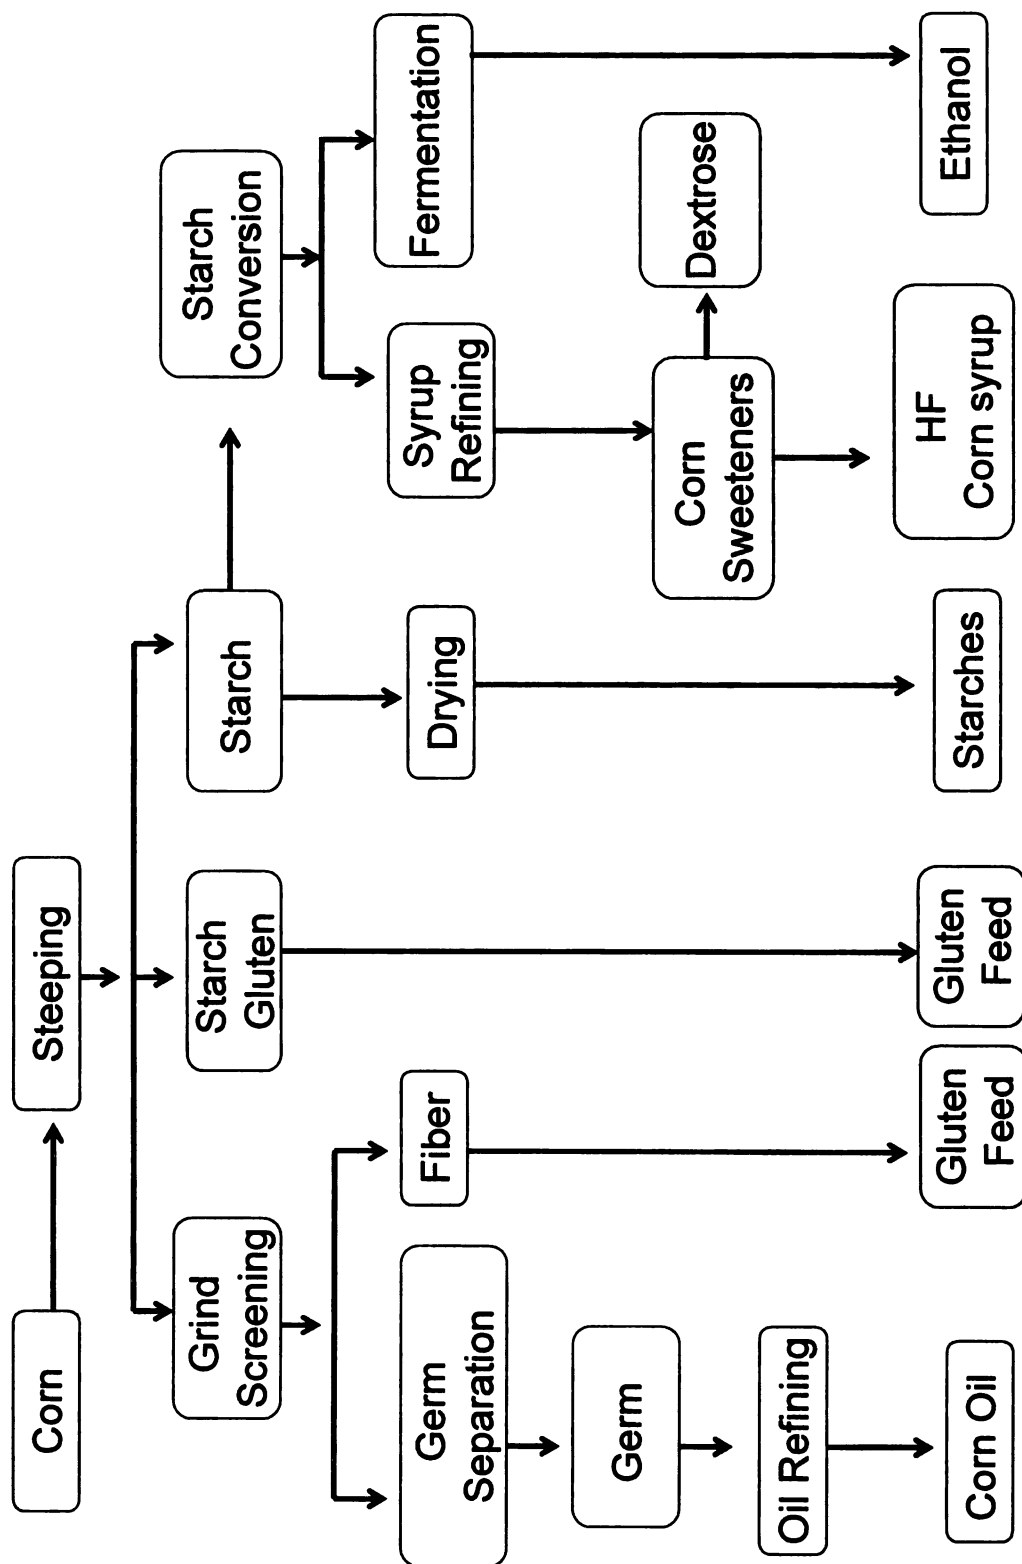 Corn
Steeping
Grind
Screening
Starch
Gluten
Starch
Starch
Conversion
Germ
Separation
Fiber
Drying
Syrup
Refining
Fermentation
Germ
Corn
Sweeteners
Dextrose
Oil Refining
Corn Oil
Gluten
Feed
Gluten
Feed
Starches
HF
Corn syrup
Ethanol